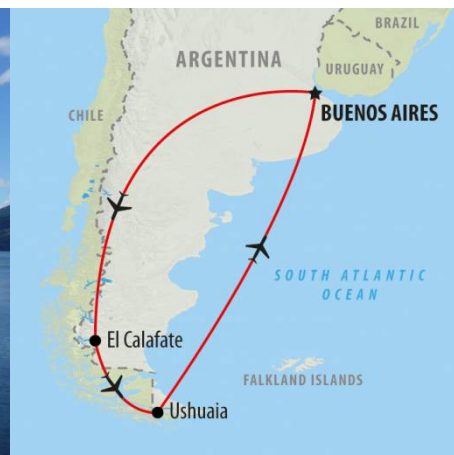 BRAZIL
ARGENTINA
URUGUAY
CHILE
BUENOS AIRES
SOUTH ATLANTIC
OCEAN
El Calafate
FALKLAND ISLANDS
Ushuaia